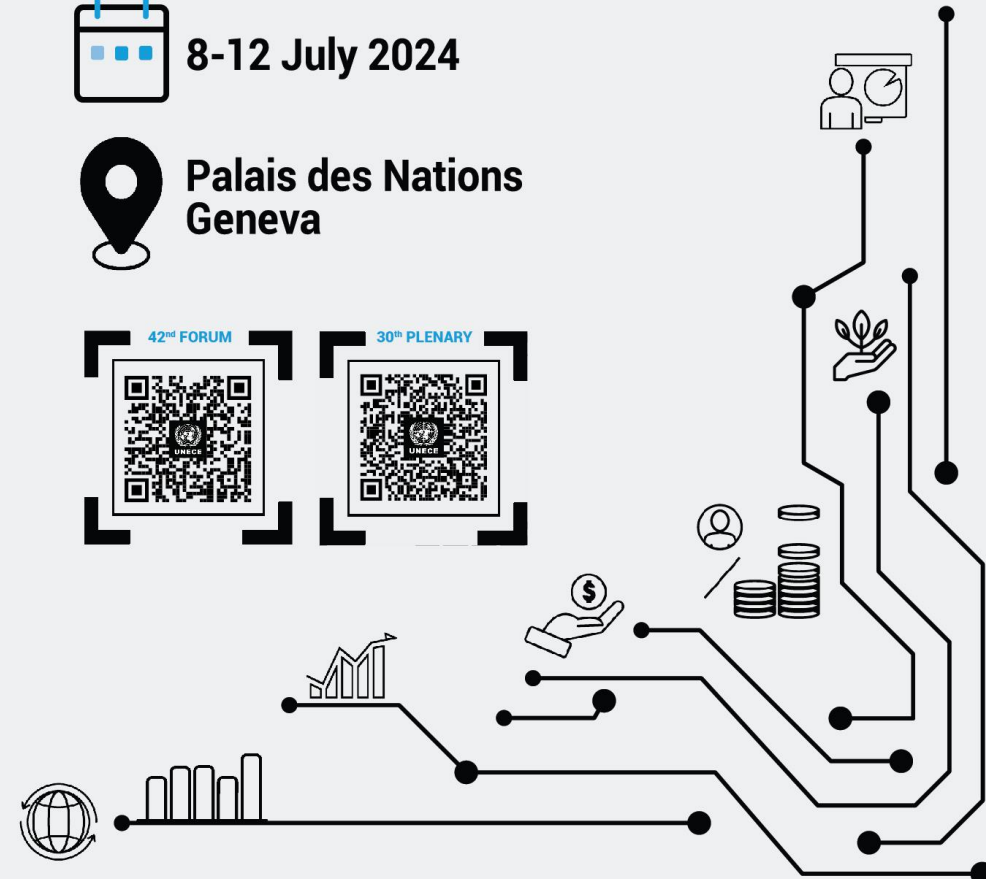 8-12 July 2024
Palais des Nations
Geneva
42nd FORUM
30th PLENARY
UNECE
UNECE
$